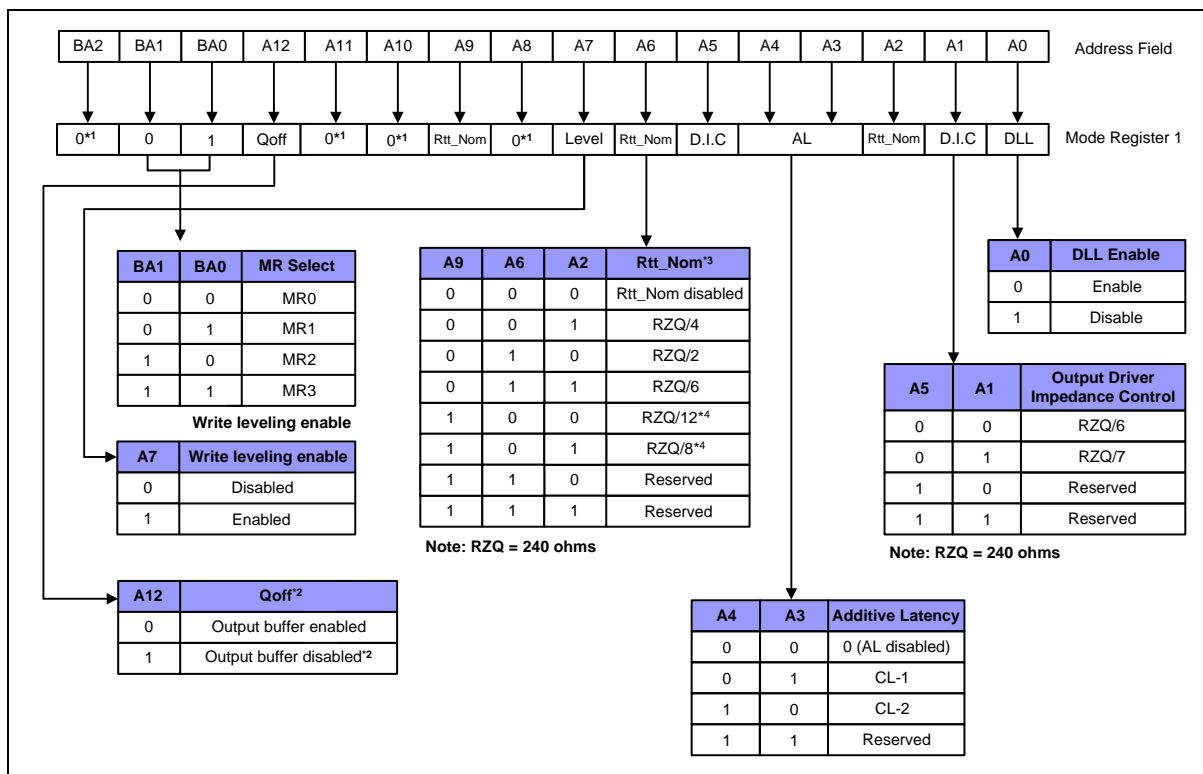 BA2 BA1 BA0 A12 A11 A10 A9 A8 A7 A6 A5 A4 A3 A2 A1 A0 Address Field
0*1 0 1 Qoff 0*1 0*1 Rtt_Nom 0*1 Level Rtt_Nom D.I.C AL Rtt_Nom D.I.C DLL Mode Register 1
BA1 BA0 MR Select
0 0 MR0
0 1 MR1
1 0 MR2
1 1 MR3
Write leveling enable
A7 Write leveling enable
0 Disabled
1 Enabled
A12 Qoff*2
0 Output buffer enabled
1 Output buffer disabled*2
A9 A6 A2 Rtt_Nom*3
0 0 0 Rtt_Nom disabled
0 0 1 RZQ/4
0 1 0 RZQ/2
0 1 1 RZQ/6
1 0 0 RZQ/12*4
1 0 1 RZQ/8*4
1 1 0 Reserved
1 1 1 Reserved
Note: RZQ = 240 ohms
A4 A3 Additive Latency
0 0 0 (AL disabled)
0 1 CL-1
1 0 CL-2
1 1 Reserved
A0 DLL Enable
0 Enable
1 Disable
A5 A1 Output Driver
Impedance Control
0 0 RZQ/6
0 1 RZQ/7
1 0 Reserved
1 1 Reserved
Note: RZQ = 240 ohms